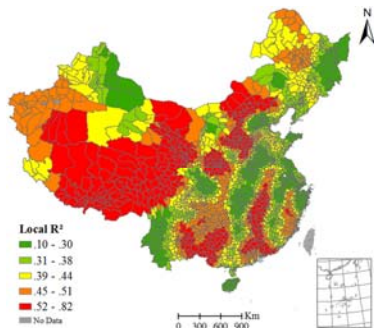 N
Local R²
.10 - .30
.31 - .38
.39 - .44
.45 - .51
.52 - .82
No Data
Km
0 300 600 900